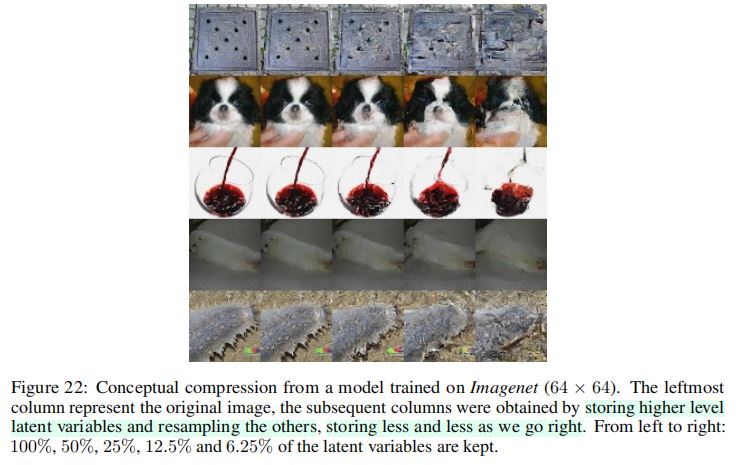 Figure 22: Conceptual compression from a model trained on Imagenet (64 × 64). The leftmost
column represent the original image, the subsequent columns were obtained by storing higher level
latent variables and resampling the others, storing less and less as we go right. From left to right:
100%, 50%, 25%, 12.5% and 6.25% of the latent variables are kept.